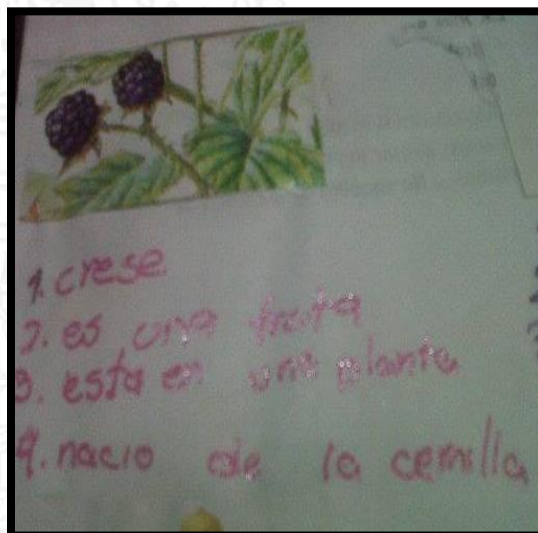 1. crese
2. es una fruta
3. esta en una planta
4. nacio de la cemilla